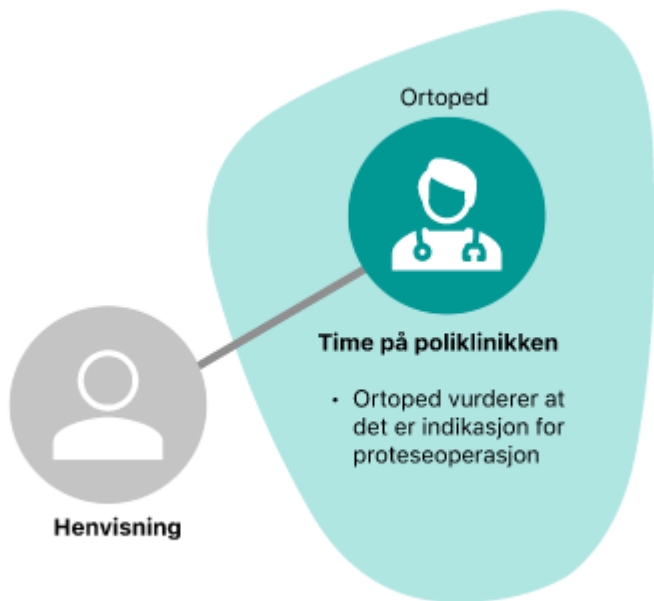 Ortoped
Time på poliklinikken
• Ortoped vurderer at
det er indikasjon for
proteseoperasjon
Henvisning